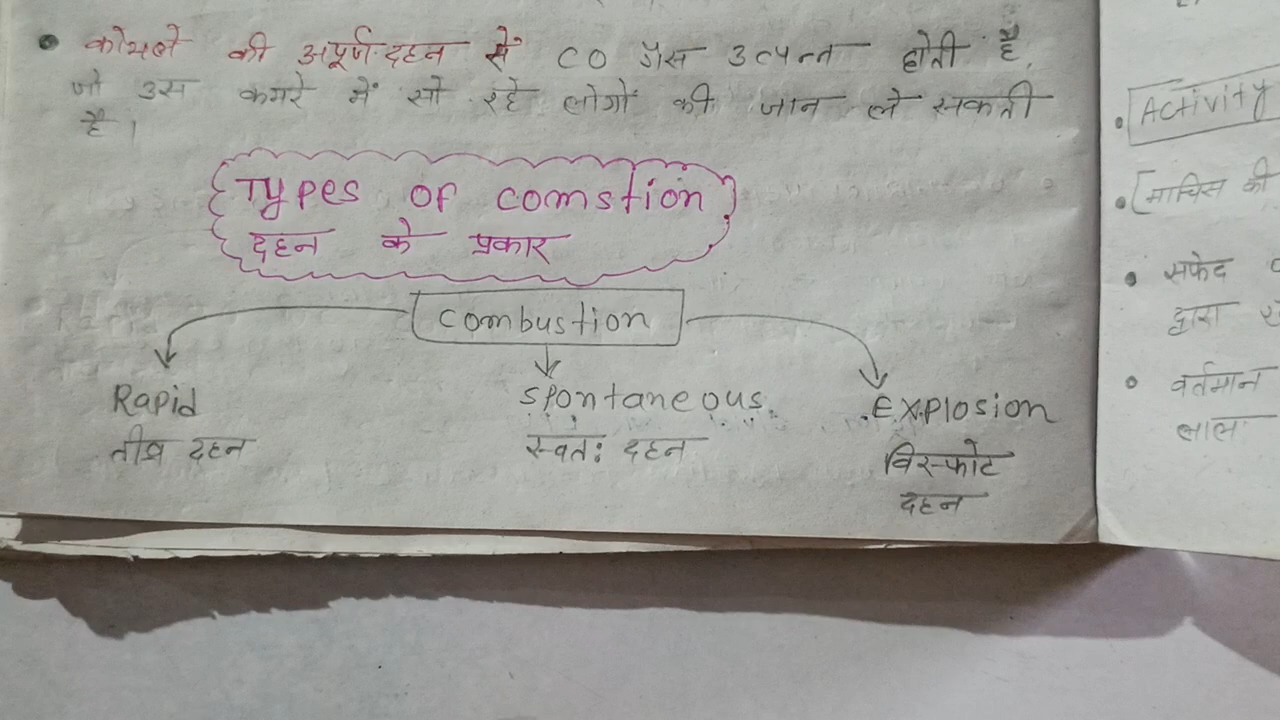 • कोयले की अपूर्ण दहन से CO गैस उत्पन्न होती है,
जो उस कमरे में सो रहे लोगों की जान ले सकती
है।
Types of comstion
दहन के प्रकार
Combustion
Rapid
तीव्र दहन
Spontaneous
स्वतः दहन
Explosion
विस्फोट
दहन
• Activity
• [माचिस की
• सफेद
द्वारा
• वर्तमान
लाल